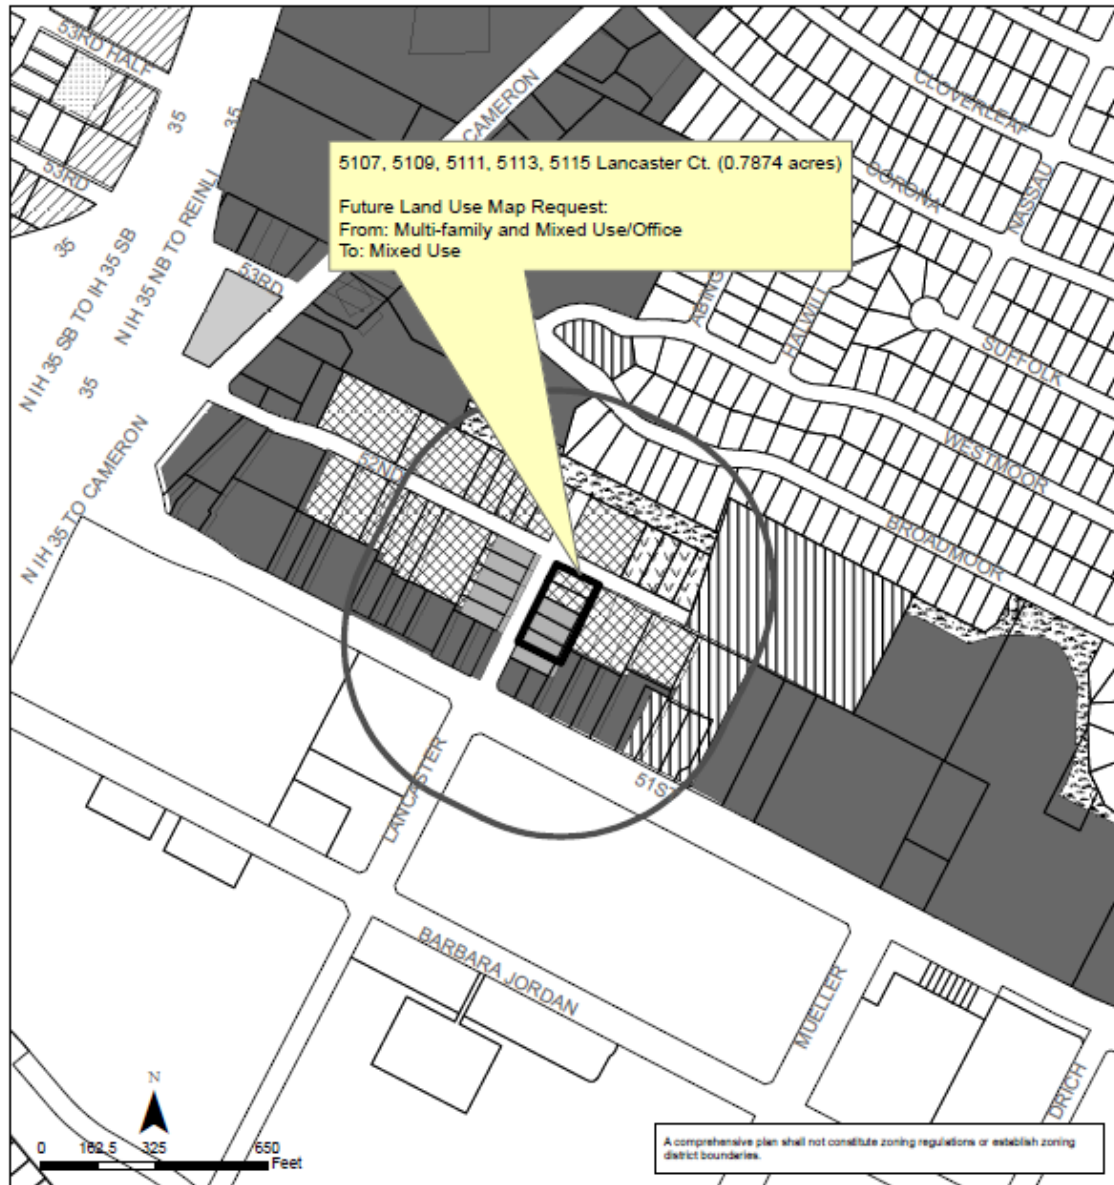 53RD HALF
35
35
CAMERON
CLOVERLEAF
53RD
5107, 5109, 5111, 5113, 5115 Lancaster Ct. (0.7874 acres)
Future Land Use Map Request:
From: Multi-family and Mixed Use/Office
To: Mixed Use
CORONA
NASSAU
35
N IH 35 SB TO IH 35 SB
N IH 35 NB TO REINLI
53RD
ABING
HALWILL
SUFFOLK
35
N IH 35 TO CAMERON
52ND
WESTMOOR
BROADMOOR
51ST
LANCASTER
BARBARA JORDAN
MUELLER
DRICH
N
0 162.5 325 650
Feet
A comprehensive plan shall not constitute zoning regulations or establish zoning
district boundaries.